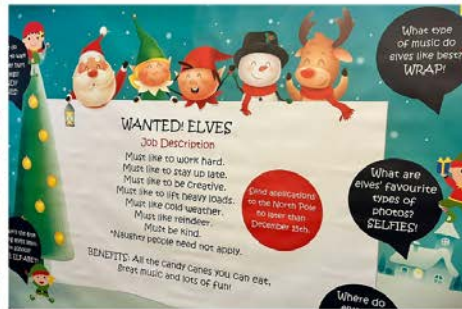 WANTED! ELVES
Job Description
Must like to work hard.
Must like to stay up late.
Must like to be creative.
Must like to lift heavy loads.
Must like cold weather.
Must like reindeer.
Must be kind.
*Naughty people need not apply.
BENEFITS: All the candy canes you can eat,
great music and lots of fun!
Send applications
to the North Pole
no later than
December 25th.
What type
of music do
elves like best?
WRAP!
What are
elves' favourite
types of
photos?
SELFIES!
Where do